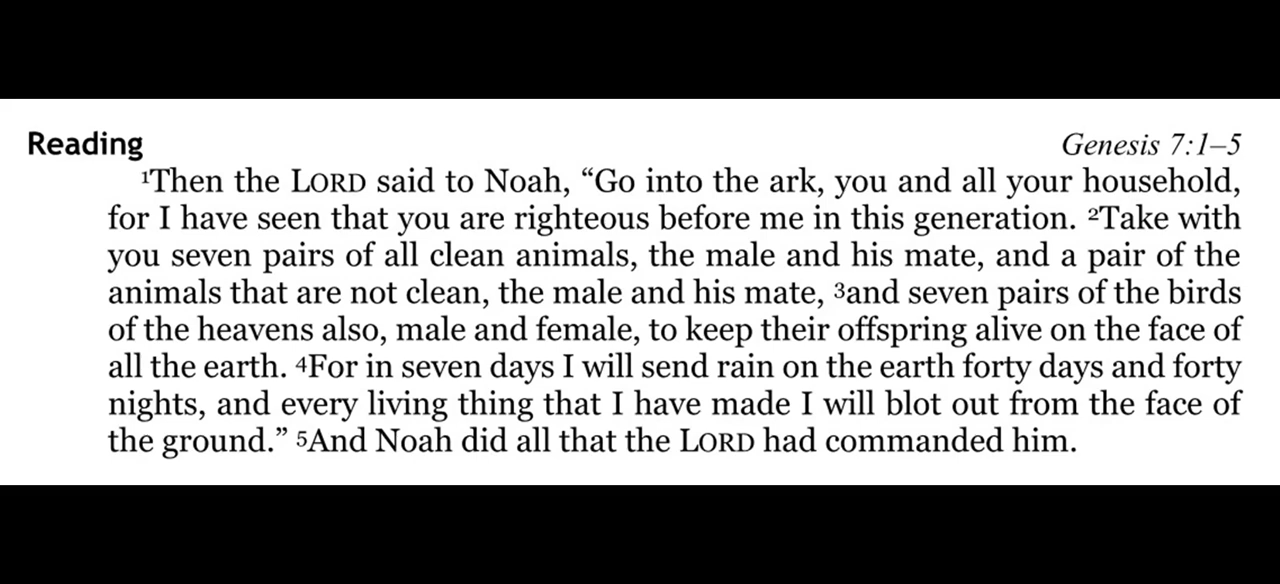 Reading Genesis 7:1–5
¹Then the LORD said to Noah, “Go into the ark, you and all your household,
for I have seen that you are righteous before me in this generation. ²Take with
you seven pairs of all clean animals, the male and his mate, and a pair of the
animals that are not clean, the male and his mate, ³and seven pairs of the birds
of the heavens also, male and female, to keep their offspring alive on the face of
all the earth. ⁴For in seven days I will send rain on the earth forty days and forty
nights, and every living thing that I have made I will blot out from the face of
the ground.” ⁵And Noah did all that the LORD had commanded him.